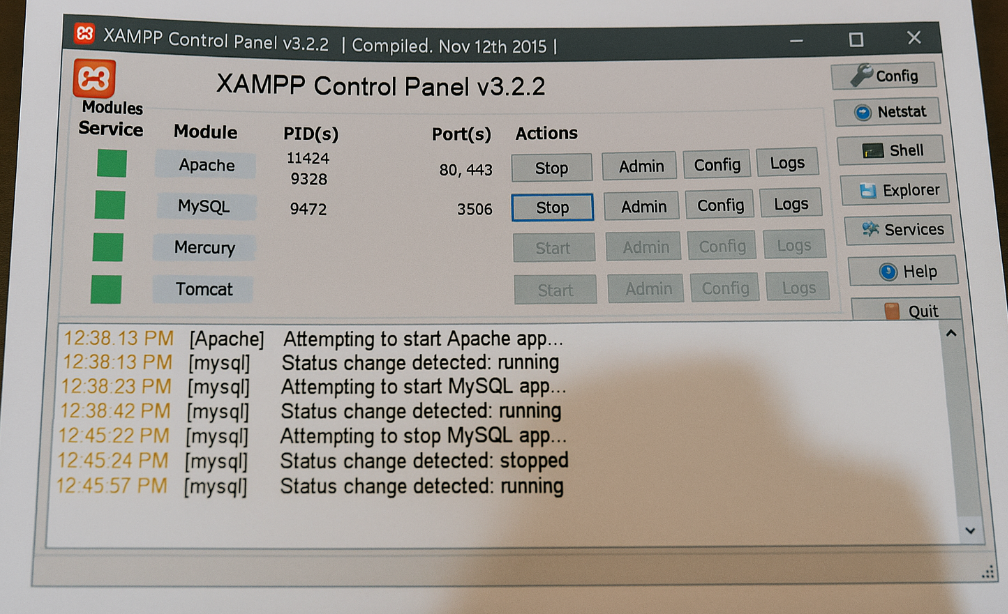 XAMPP Control Panel v3.2.2 | Compiled. Nov 12th 2015 |
XAMPP Control Panel v3.2.2
Config
Modules
Service Module PID(s) Port(s) Actions
Netstat
Apache 11424 9328 80, 443 Stop Admin Config Logs
Shell
MySQL 9472 3506 Stop Admin Config Logs
Explorer
Mercury Start Admin Config Logs
Services
Tomcat Start Admin Config Logs
Help
Quit
12:38.13 PM [Apache] Attempting to start Apache app...
12:38:13 PM [mysql] Status change detected: running
12:38:23 PM [mysql] Attempting to start MySQL app...
12:38:42 PM [mysql] Status change detected: running
12:45:22 PM [mysql] Attempting to stop MySQL app...
12:45:24 PM [mysql] Status change detected: stopped
12:45:57 PM [mysql] Status change detected: running